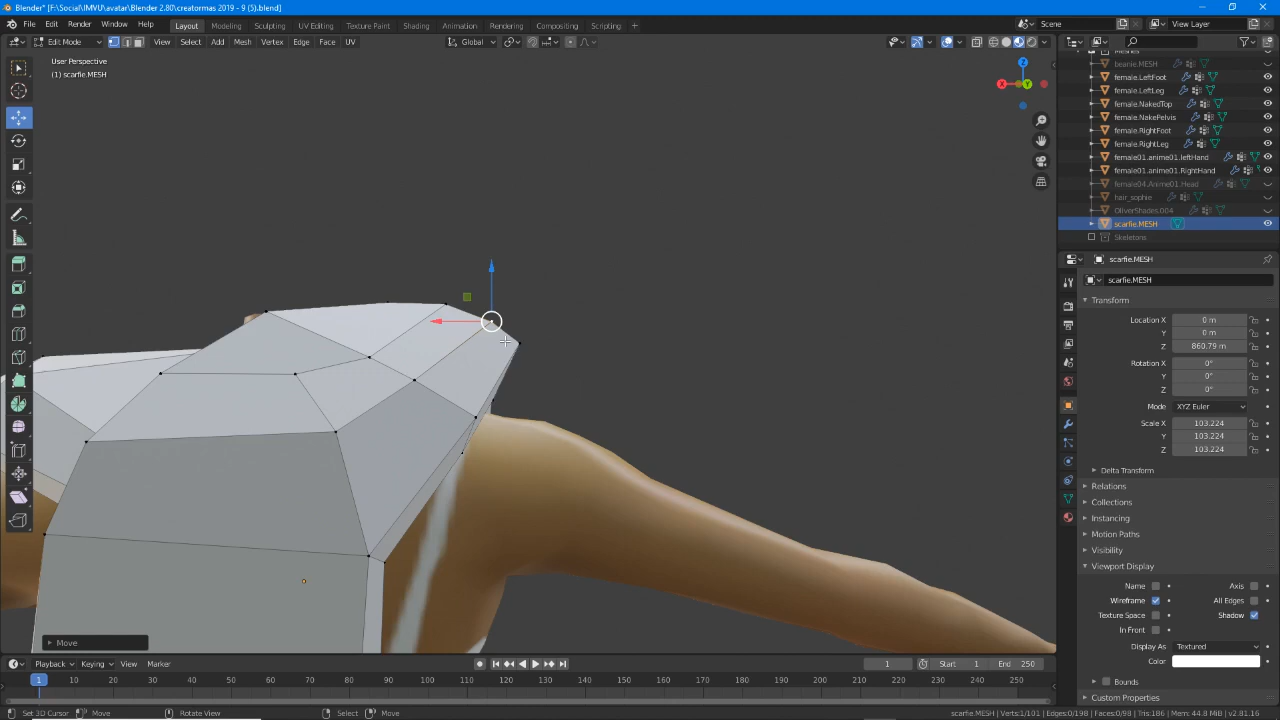 Blender* [F:\Social\IMVU\avatar\Blender 2.80\creatormas 2019 - 9 (5).blend]
File Edit Render Window Help Layout Modeling Sculpting UV Editing Texture Paint Shading Animation Rendering Compositing Scripting + Scene View Layer
Edit Mode View Select Add Mesh Vertex Edge Face UV Global
User Perspective
(1) scarfie.MESH
Z
X
Y
Meshes
beanie.MESH
female.LeftFoot
female.LeftLeg
female.NakedTop
female.NakePelvis
female.RightFoot
female.RightLeg
female01.anime01.leftHand
female01.anime01.RightHand
female04.Anime01.Head
hair_sophie
OliverShades.004
scarfie.MESH
Skeletons
scarfie.MESH
scarfie.MESH
Transform
Location X 0 m
Y 0 m
Z 860.79 m
Rotation X 0°
Y 0°
Z 0°
Mode XYZ Euler
Scale X 103.224
Y 103.224
Z 103.224
Delta Transform
Relations
Collections
Instancing
Motion Paths
Visibility
Viewport Display
Name Axis
Wireframe All Edges
Texture Space Shadow
In Front
Display As Textured
Color
Bounds
Custom Properties
Move
Playback Keying View Marker 1 Start 1 End 250
1 10 20 30 40 50 60 70 80 90 100 110 120 130 140 150 160 170 180 190 200 210 220 230 240 250
Set 3D Cursor Move Rotate View Select Move scarfie.MESH | Verts:1/101 | Edges:0/198 | Faces:0/98 | Tris:186 | Mem: 44.8 MiB | v2.81.16